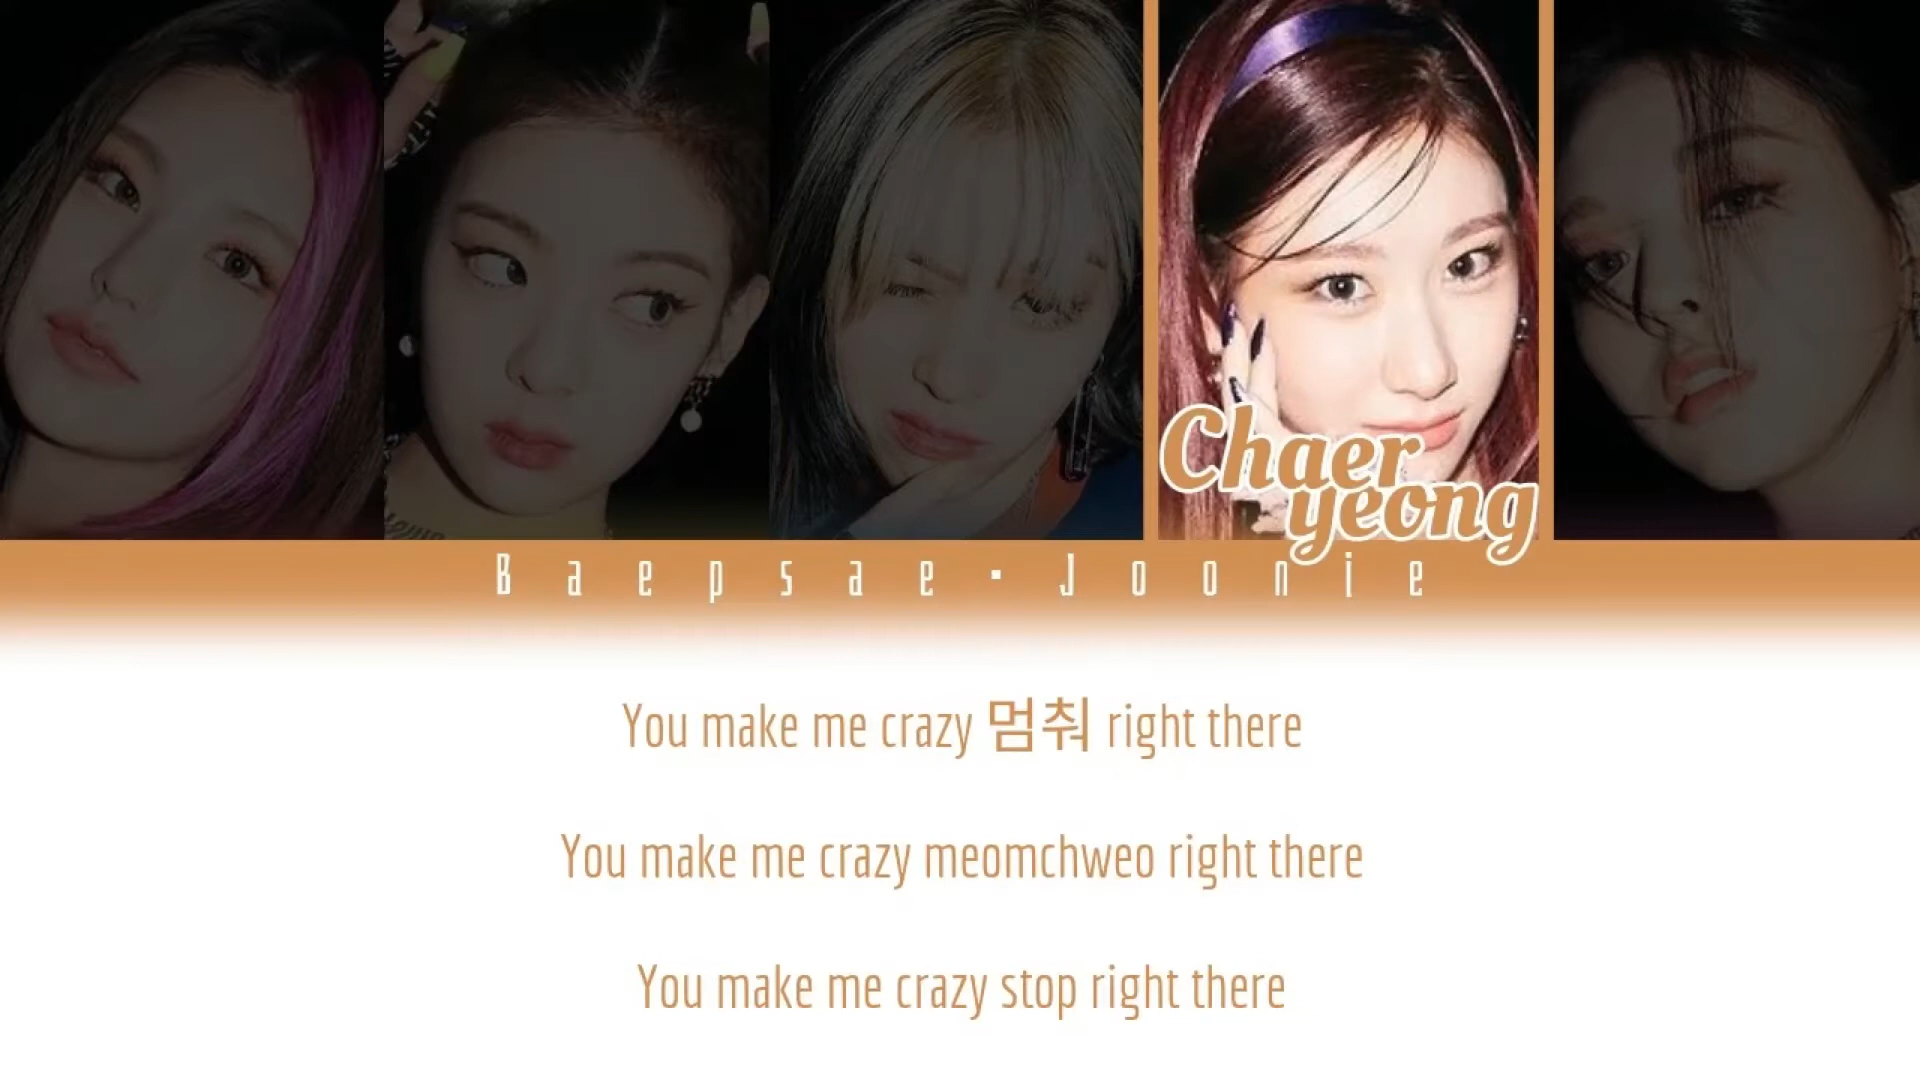 Chaer
yeong
Baepsae•Joonie
You make me crazy 멈춰 right there
You make me crazy meomchweo right there
You make me crazy stop right there